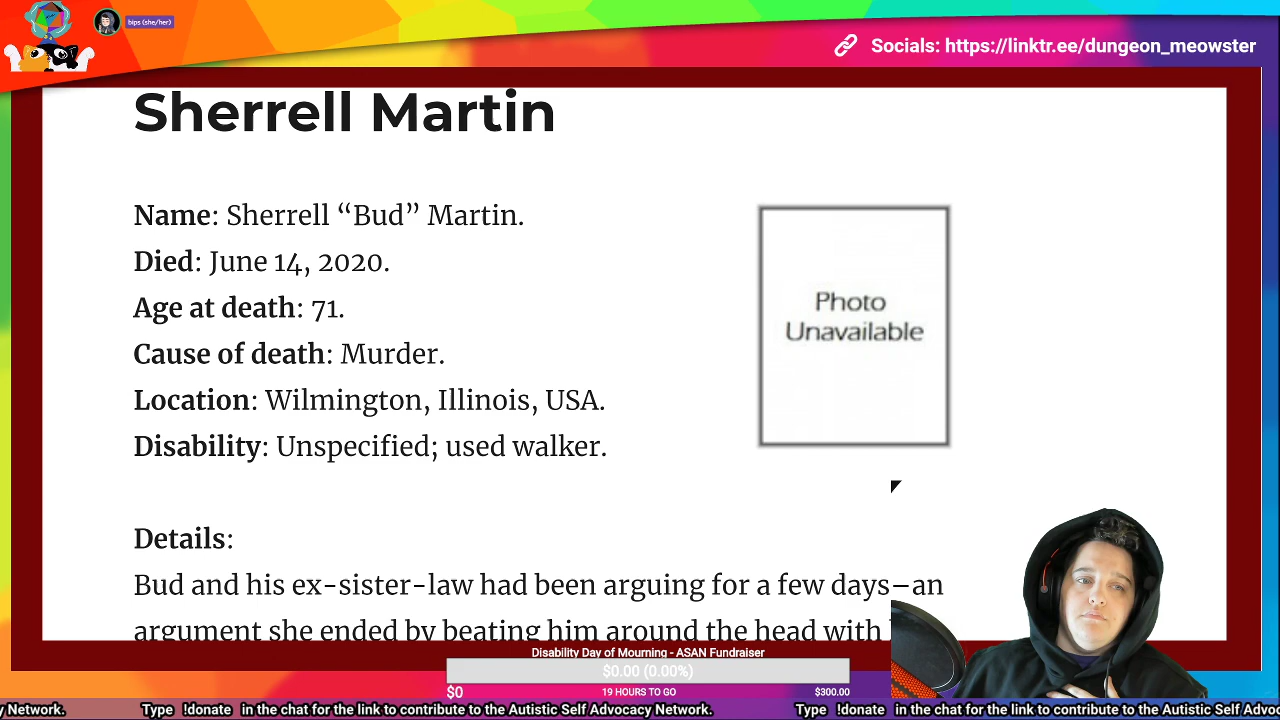 bips (she/her)
Socials: https://linktr.ee/dungeon_meowster
Sherrell Martin
Name: Sherrell “Bud” Martin.
Died: June 14, 2020.
Age at death: 71.
Cause of death: Murder.
Location: Wilmington, Illinois, USA.
Disability: Unspecified; used walker.
Photo
Unavailable
Details:
Bud and his ex-sister-law had been arguing for a few days–an
argument she ended by beating him around the head with
Disability Day of Mourning - ASAN Fundraiser
$0.00 (0.00%)
$0 19 HOURS TO GO $300.00
y Network. Type !donate in the chat for the link to contribute to the Autistic Self Advocacy Network. Type !donate in the chat for the link to contribute to the Autistic Self Advoc